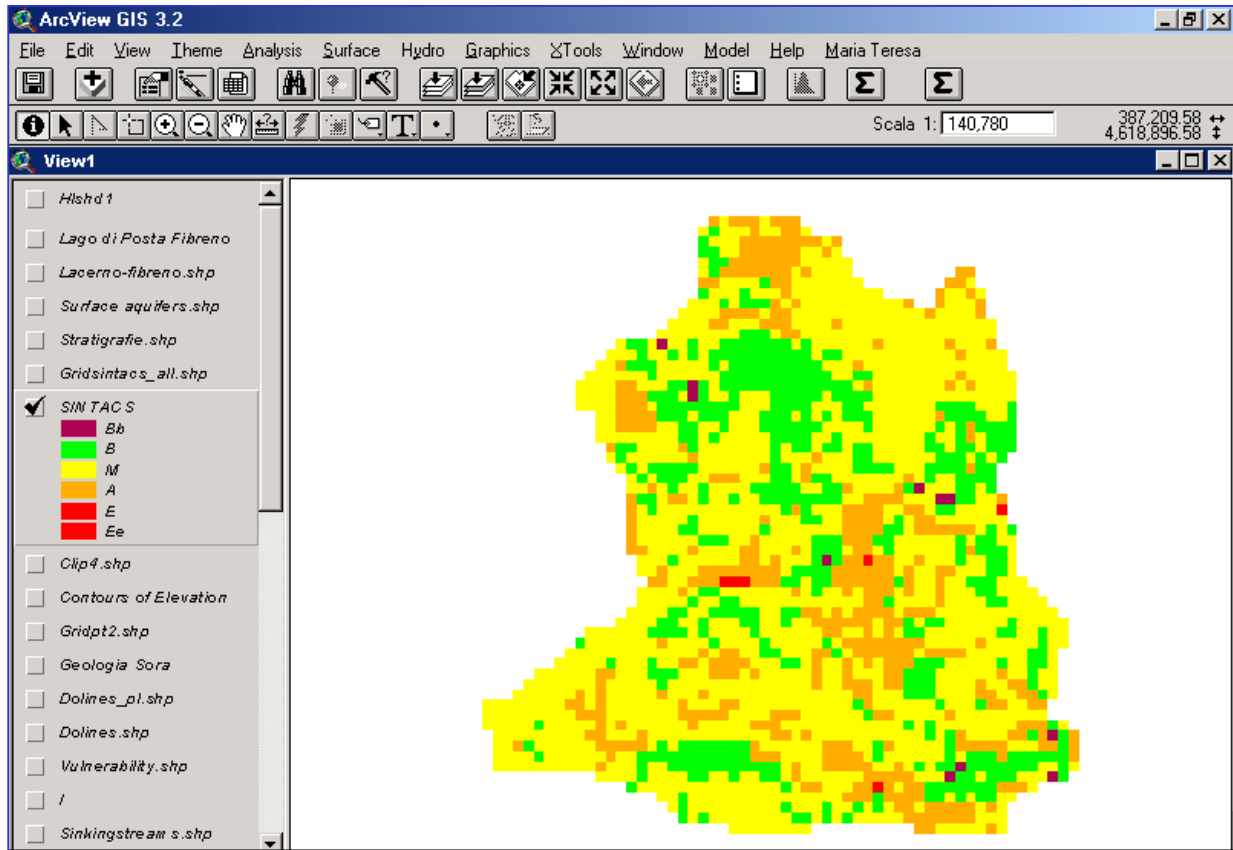 ArcView GIS 3.2
File Edit View Theme Analysis Surface Hydro Graphics XTools Window Model Help Maria Teresa
Σ Σ
T Scala 1: 140,780 387,209.58
4,618,896.58
View1
Hlshd1
Lago di Posta Fibreno
Lacerno-fibreno.shp
Surface aquifers.shp
Stratigrafie.shp
Gridsintacs_all.shp
SINTACS
Bb
B
M
A
E
Ee
Clip4.shp
Contours of Elevation
Gridpt2.shp
Geologia Sora
Dolines_pl.shp
Dolines.shp
Vulnerability.shp
I
Sinkingstreams.shp